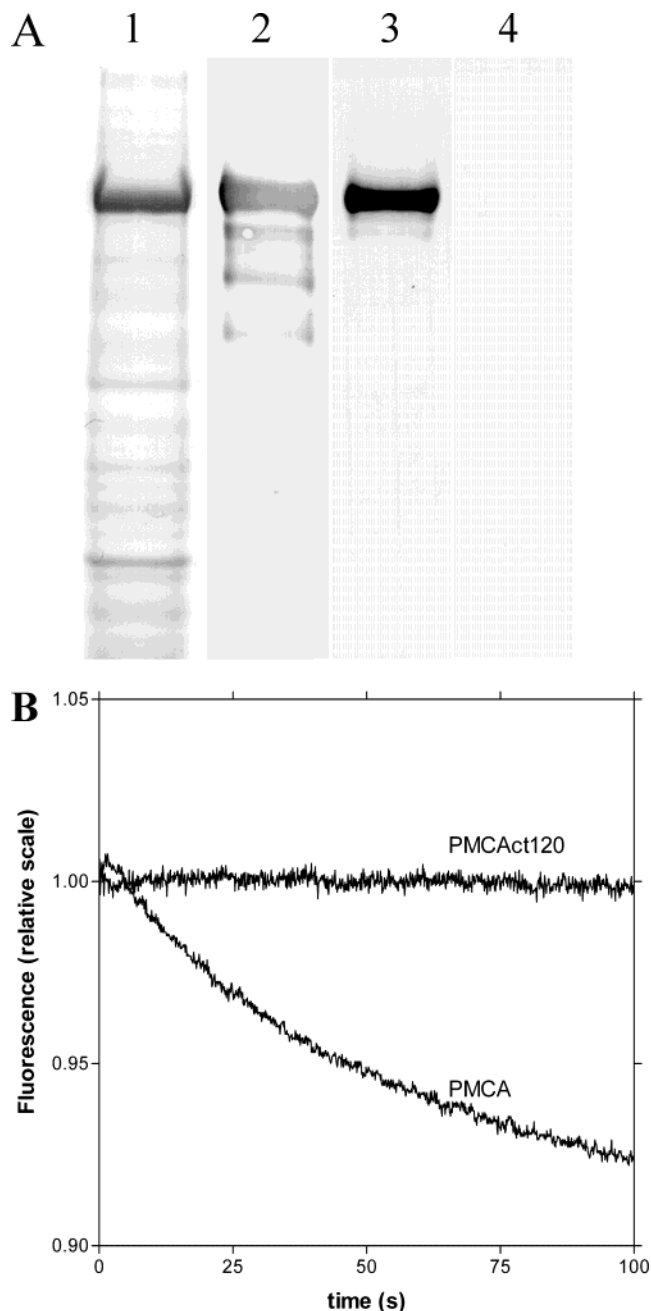 A 1 2 3 4
B
1.05
1.00
0.95
0.90
Fluorescence (relative scale)
PMCAct120
PMCA
0 25 50 75 100
time (s)